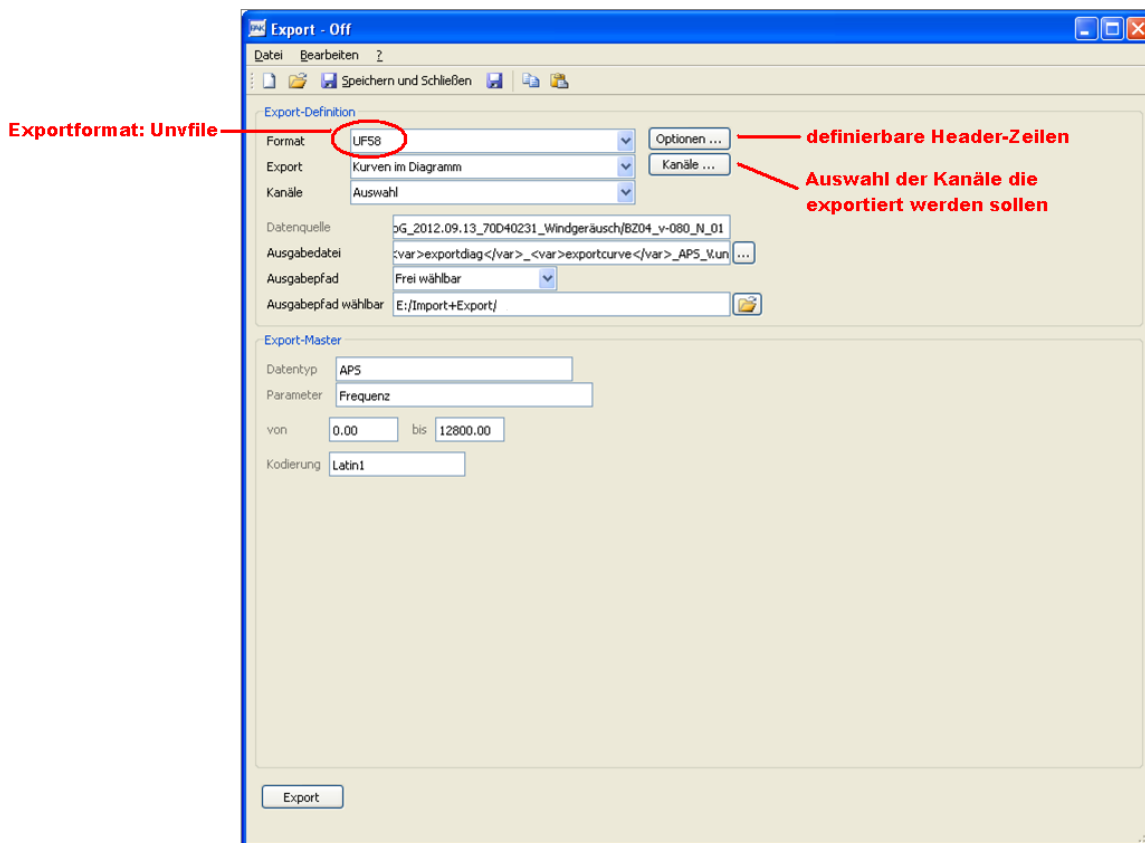 PAK Export - Off
Datei Bearbeiten ?
Speichern und Schließen
Export-Definition
Exportformat: Unvfile
Format UF58 Optionen ... definierbare Header-Zeilen
Export Kurven im Diagramm Kanäle ...
Auswahl der Kanäle die
exportiert werden sollen
Kanäle Auswahl
Datenquelle oG_2012.09.13_70D40231_Windgeräusch/BZ04_v-080_N_01
Ausgabedatei <var>exportdiag</var>_<var>exportcurve</var>_APS_V.un ...
Ausgabepfad Frei wählbar
Ausgabepfad wählbar E:/Import+Export/
Export-Master
Datentyp APS
Parameter Frequenz
von 0.00 bis 12800.00
Kodierung Latin1
Export